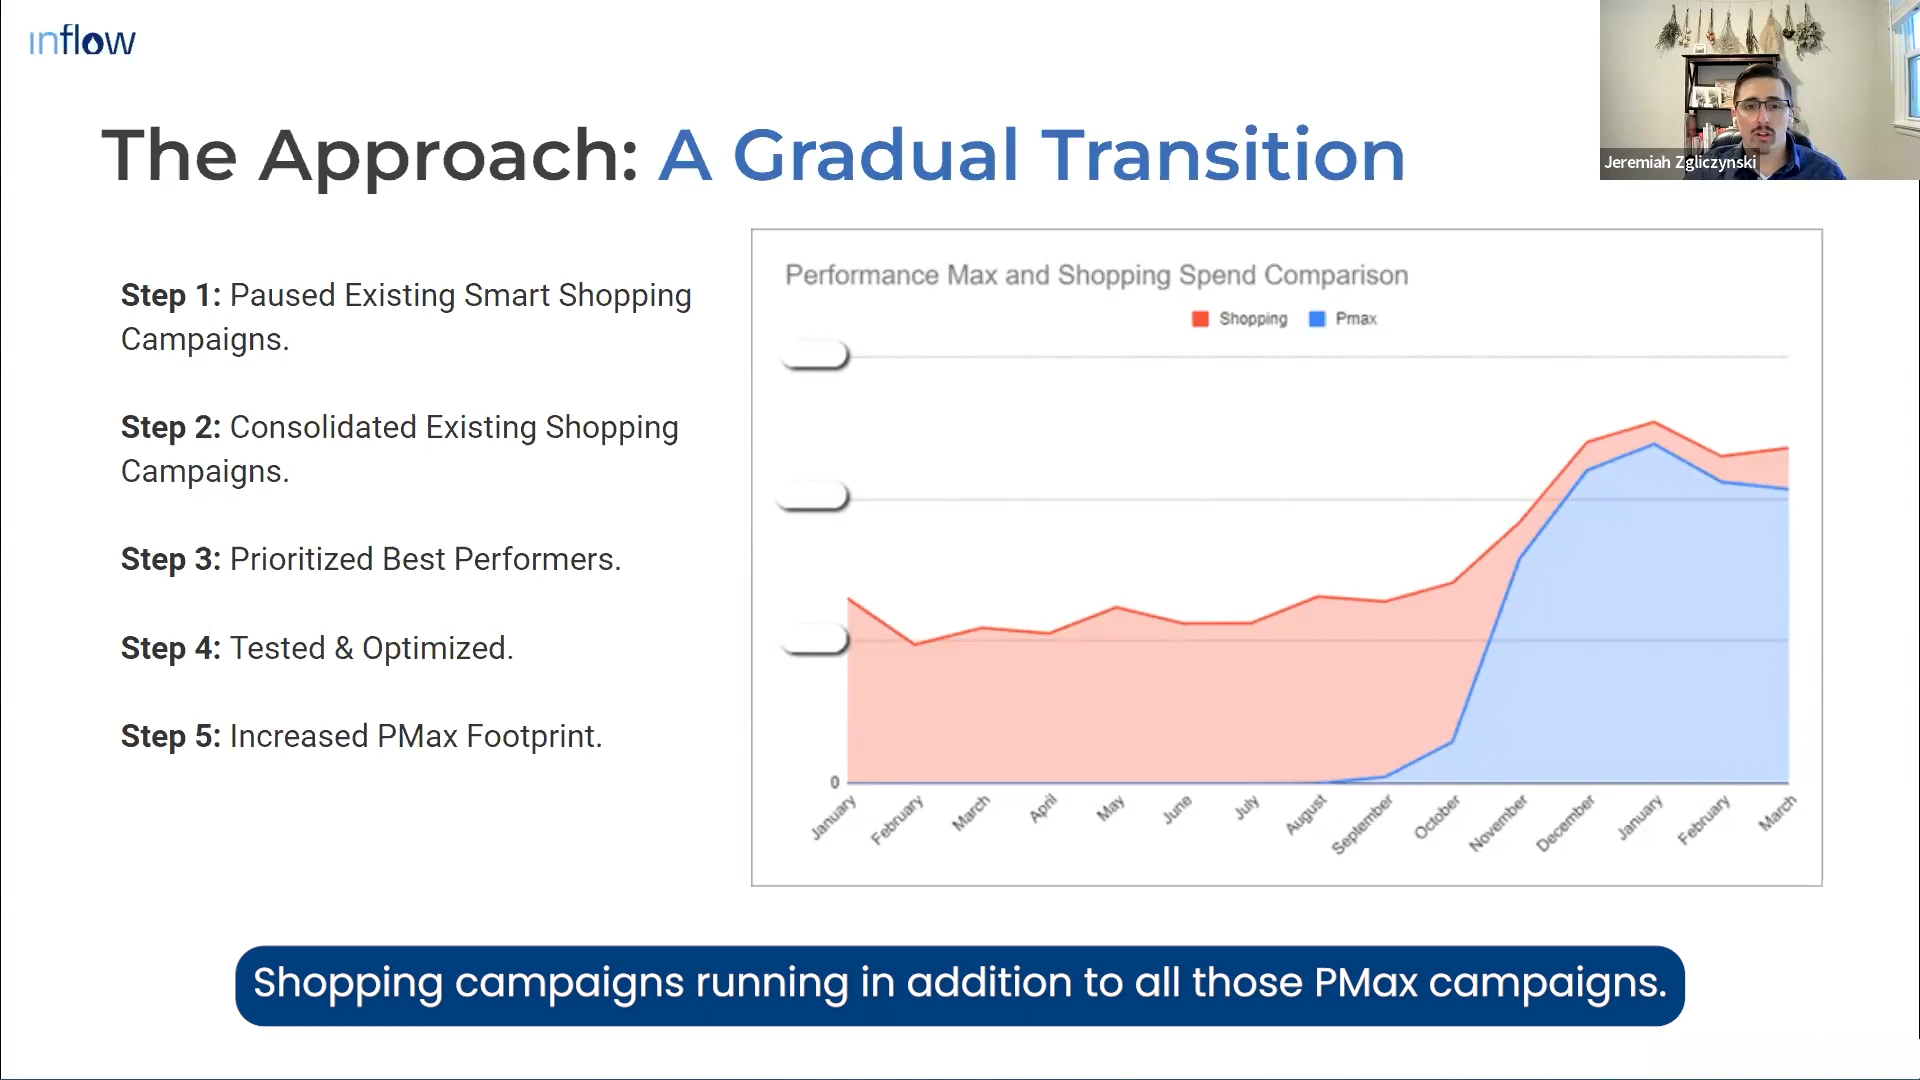 inflow
The Approach: A Gradual Transition
Jeremiah Zgliczynski
Step 1: Paused Existing Smart Shopping
Campaigns.
Step 2: Consolidated Existing Shopping
Campaigns.
Step 3: Prioritized Best Performers.
Step 4: Tested & Optimized.
Step 5: Increased PMax Footprint.
Performance Max and Shopping Spend Comparison
Shopping Pmax
0
January February March April May June July August September October November December January February March
Shopping campaigns running in addition to all those PMax campaigns.